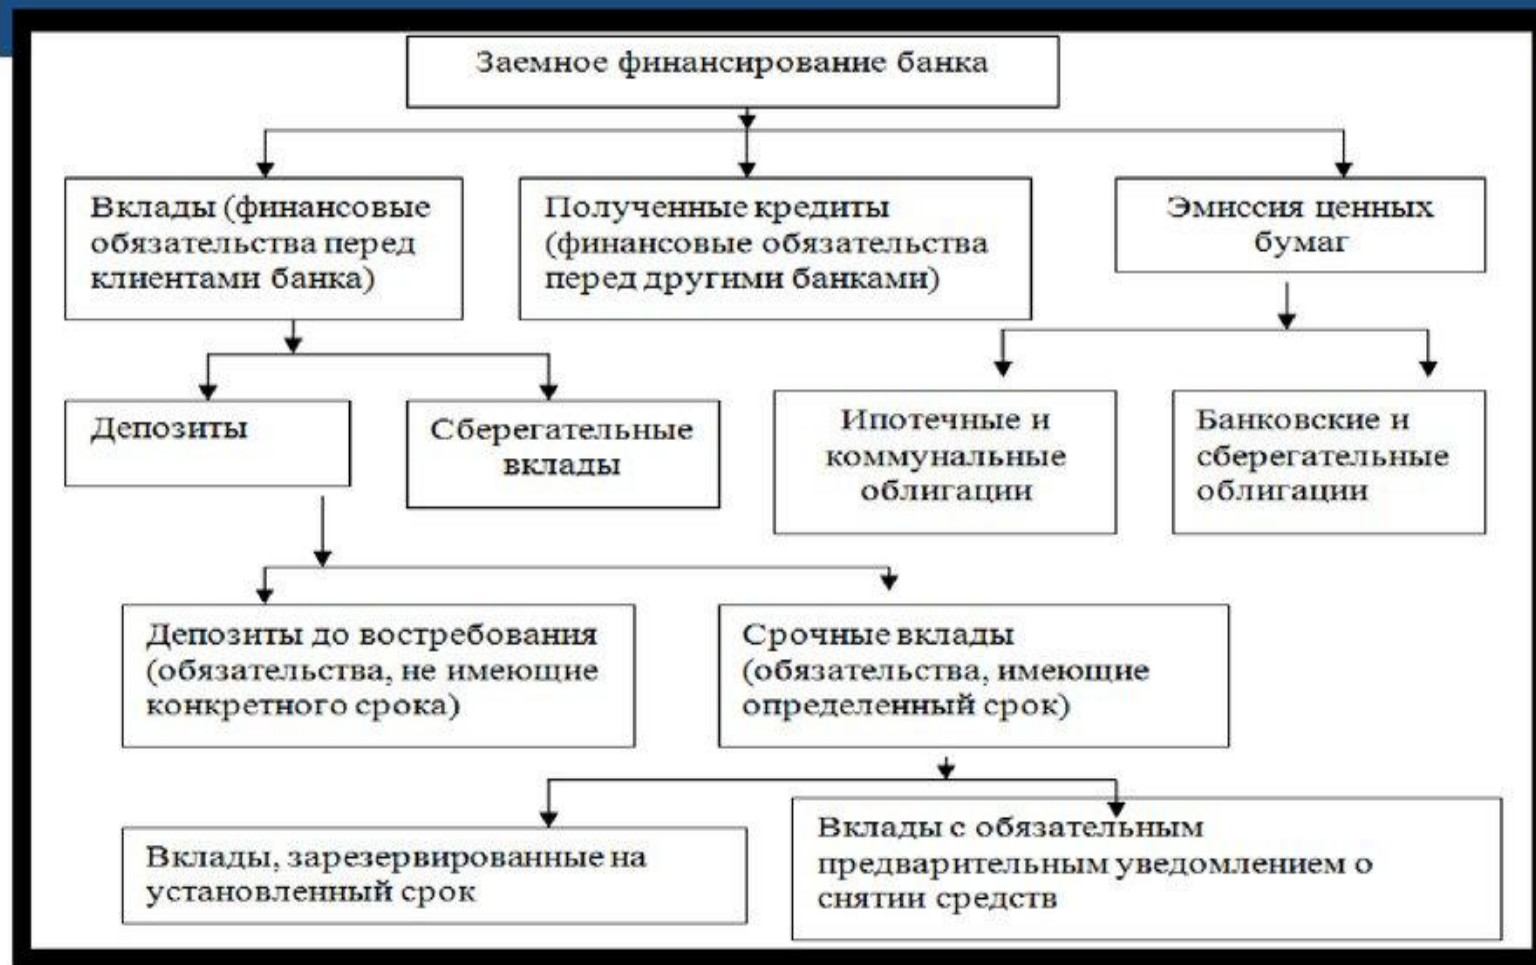 Заемное финансирование банка
Вклады (финансовые
обязательства перед
клиентами банка)
Полученные кредиты
(финансовые обязательства
перед другими банками)
Эмиссия ценных
бумаг
Депозиты
Сберегательные
вклады
Ипотечные и
коммунальные
облигации
Банковские и
сберегательные
облигации
Депозиты до востребования
(обязательства, не имеющие
конкретного срока)
Срочные вклады
(обязательства, имеющие
определенный срок)
Вклады, зарезервированные на
установленный срок
Вклады с обязательным
предварительным уведомлением о
снятии средств